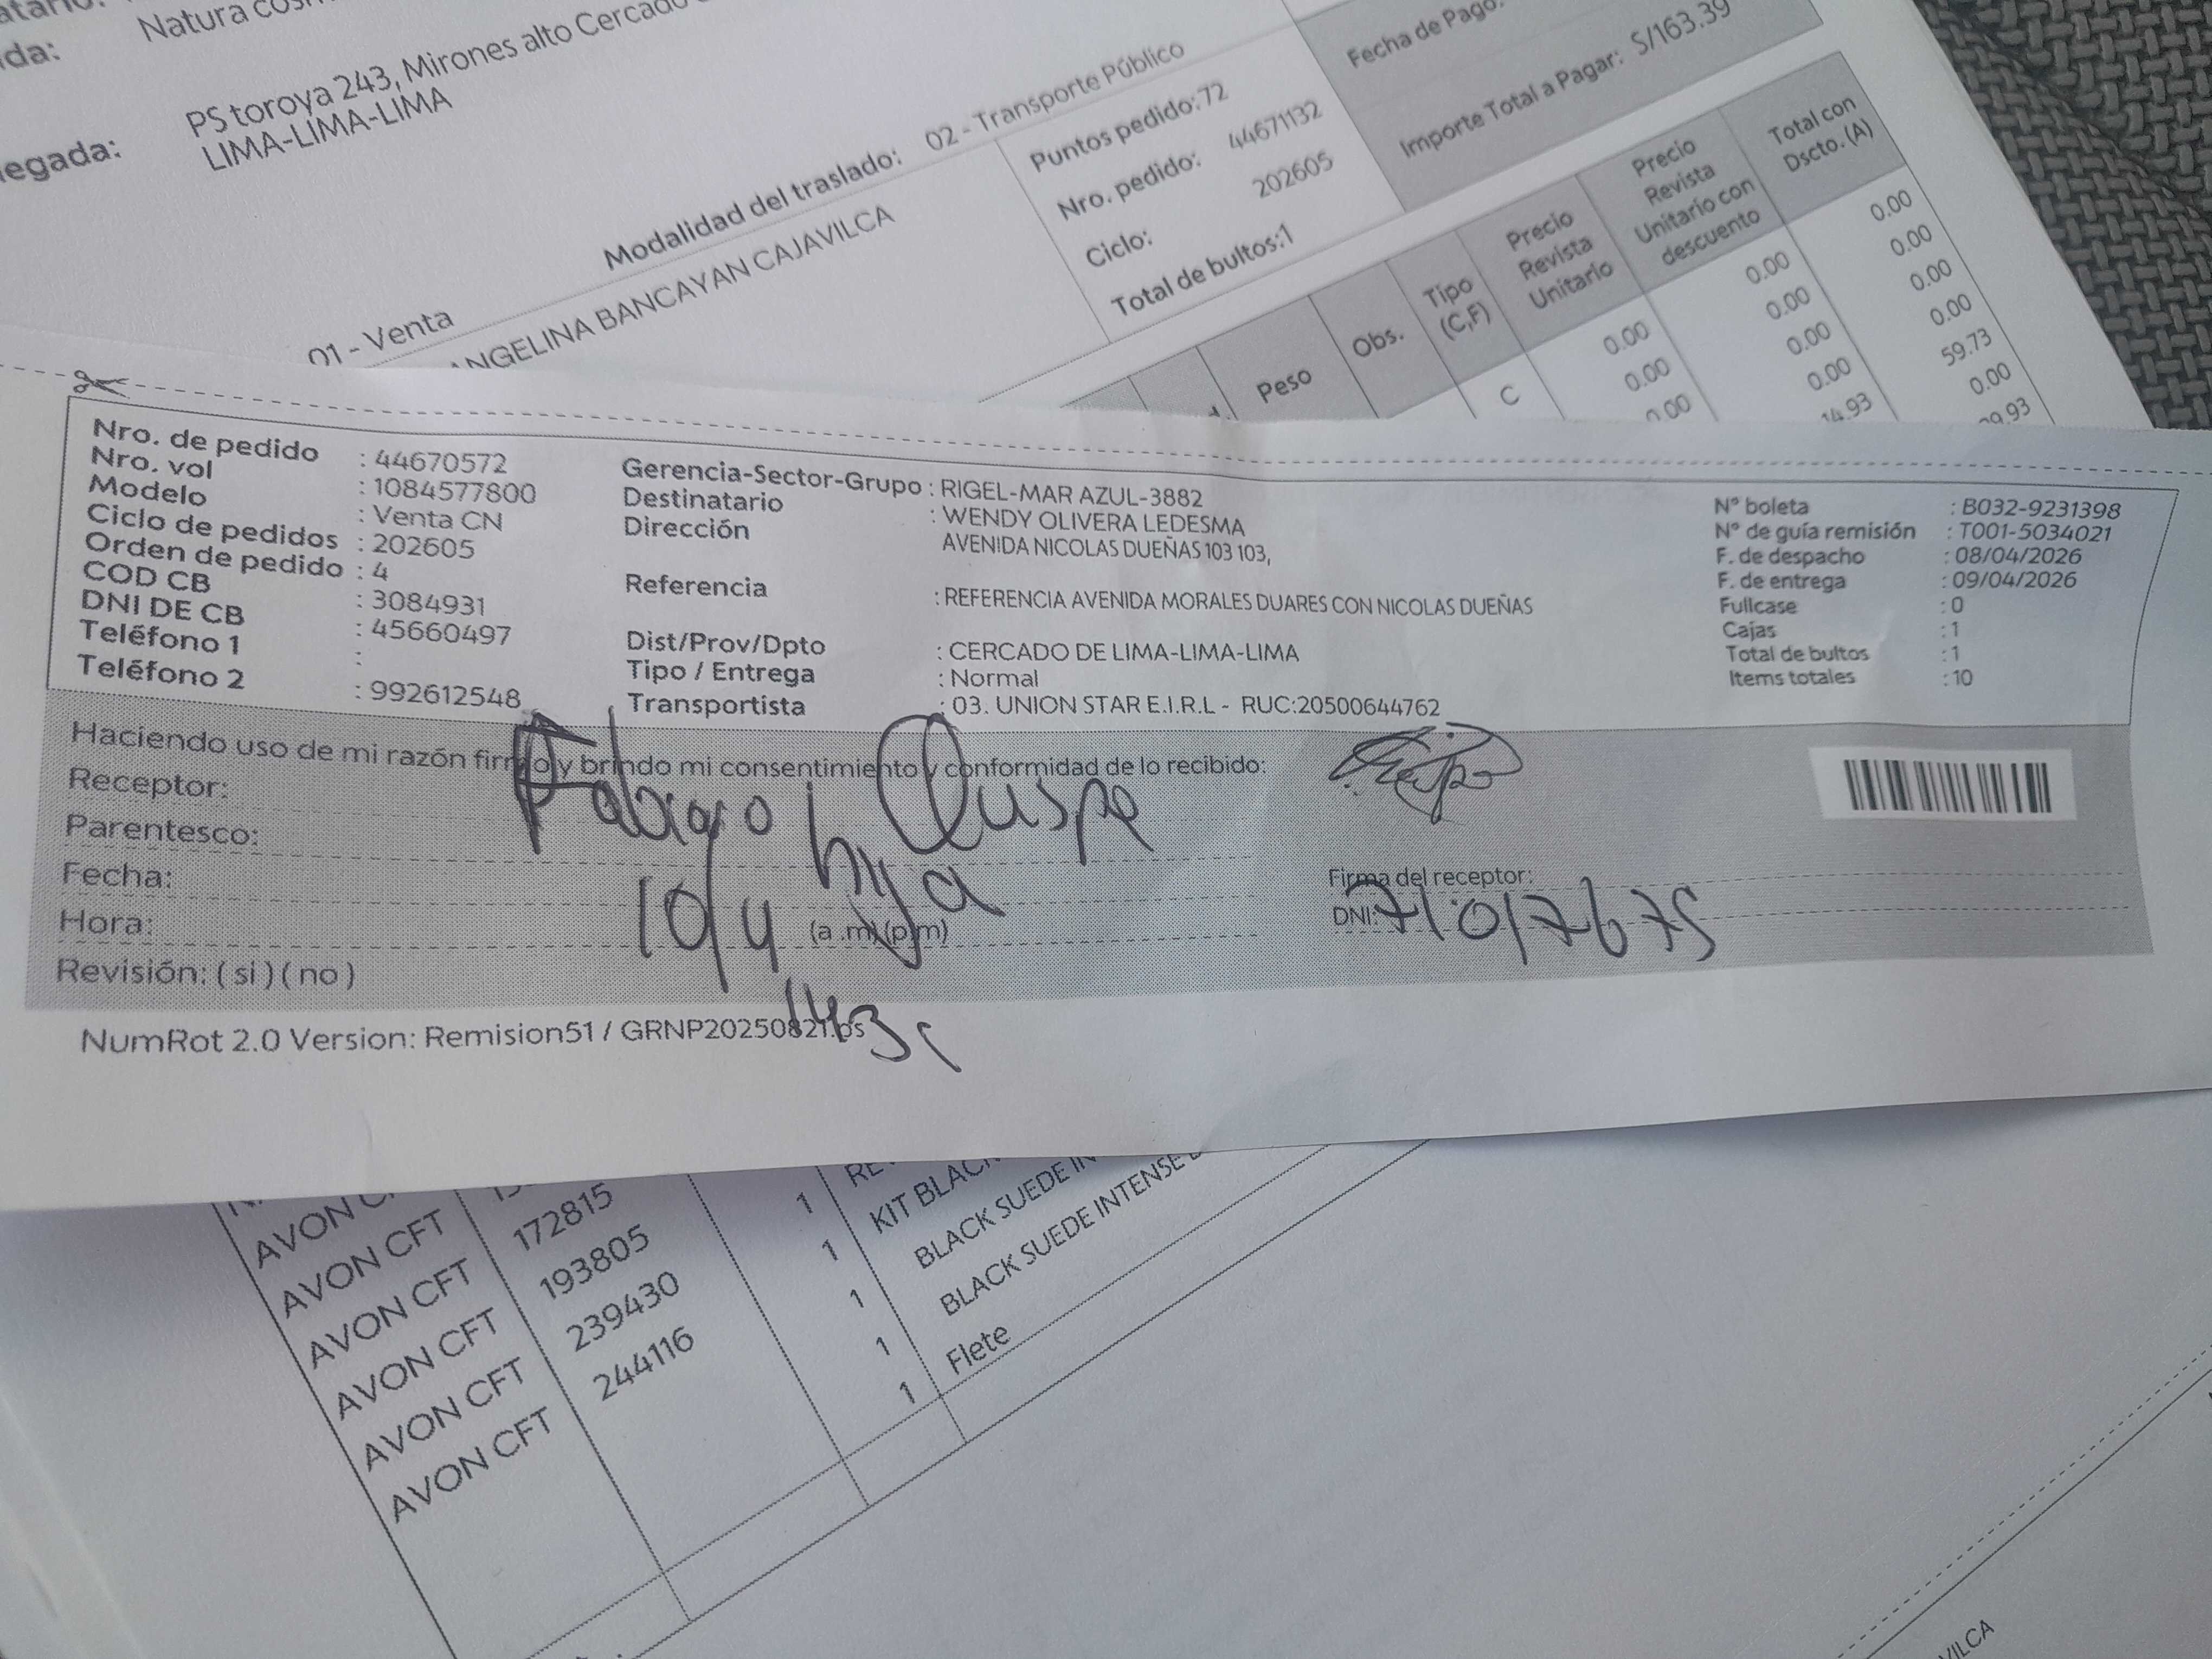 Natura
PS toroya 243, Mirones alto Cercado
LIMA-LIMA-LIMA
Modalidad del traslado: 02 - Transporte Público
01 - Venta
ANGELINA BANCAYAN CAJAVILCA
Puntos pedido:72
Nro. pedido: 44671132
Ciclo: 202605
Total de bultos:1
Fecha de Pago:
Importe Total a Pagar: S/163.39
Peso
Obs.
Tipo (C,F)
Precio Revista Unitario
Precio Revista Unitario con descuento
Total con Dscto. (A)
C
0.00 0.00 0.00
0.00 0.00 0.00
0.00 0.00 0.00
0.00 0.00
14.93 59.73
0.00
Nro. de pedido : 44670572
Nro. vol : 1084577800
Modelo : Venta CN
Ciclo de pedidos : 202605
Orden de pedido : 4
COD CB : 3084931
DNI DE CB : 45660497
Teléfono 1 :
Teléfono 2 : 992612548
Gerencia-Sector-Grupo : RIGEL-MAR AZUL-3882
Destinatario : WENDY OLIVERA LEDESMA
Dirección AVENIDA NICOLAS DUEÑAS 103 103,
Referencia : REFERENCIA AVENIDA MORALES DUARES CON NICOLAS DUEÑAS
Dist/Prov/Dpto : CERCADO DE LIMA-LIMA-LIMA
Tipo / Entrega : Normal
Transportista : 03. UNION STAR E.I.R.L - RUC:20500644762
N° boleta : B032-9231398
N° de guía remisión : T001-5034021
F. de despacho : 08/04/2026
F. de entrega : 09/04/2026
Fullcase : 0
Cajas : 1
Total de bultos : 1
Items totales : 10
Haciendo uso de mi razón firmo y brindo mi consentimiento y conformidad de lo recibido:
Receptor: Quispe
Parentesco: hija
Fecha: 10/4
Hora: (a .m) (p.m)
Revisión: ( si ) ( no )
Firma del receptor:
DNI: 71017675
NumRot 2.0 Version: Remision51 / GRNP20250821.ps
AVON
AVON CFT 172815 1 KIT
AVON CFT 193805 1 BLACK SUEDE
AVON CFT 239430 1 BLACK SUEDE INTENSE
AVON CFT 244116 1
AVON CFT 1 Flete